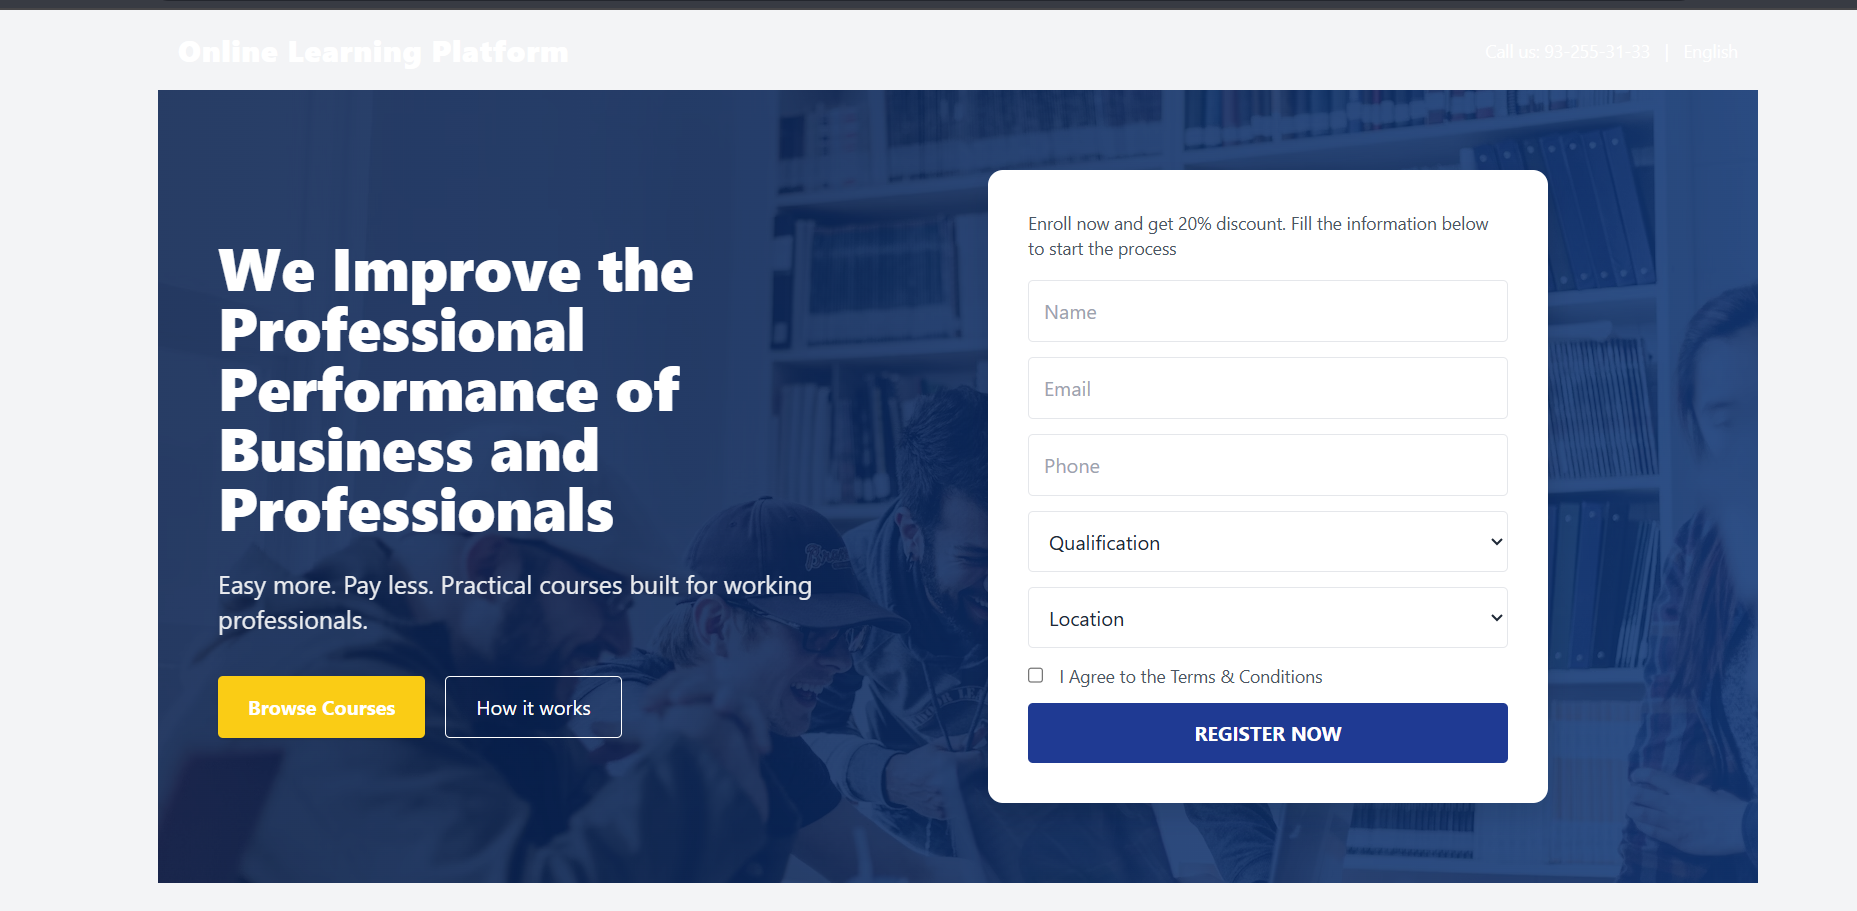 Online Learning Platform
Call us: 93-255-31-33 | English
We Improve the
Professional
Performance of
Business and
Professionals
Easy more. Pay less. Practical courses built for working
professionals.
Browse Courses
How it works
Enroll now and get 20% discount. Fill the information below
to start the process
Name
Email
Phone
Qualification
Location
I Agree to the Terms & Conditions
REGISTER NOW